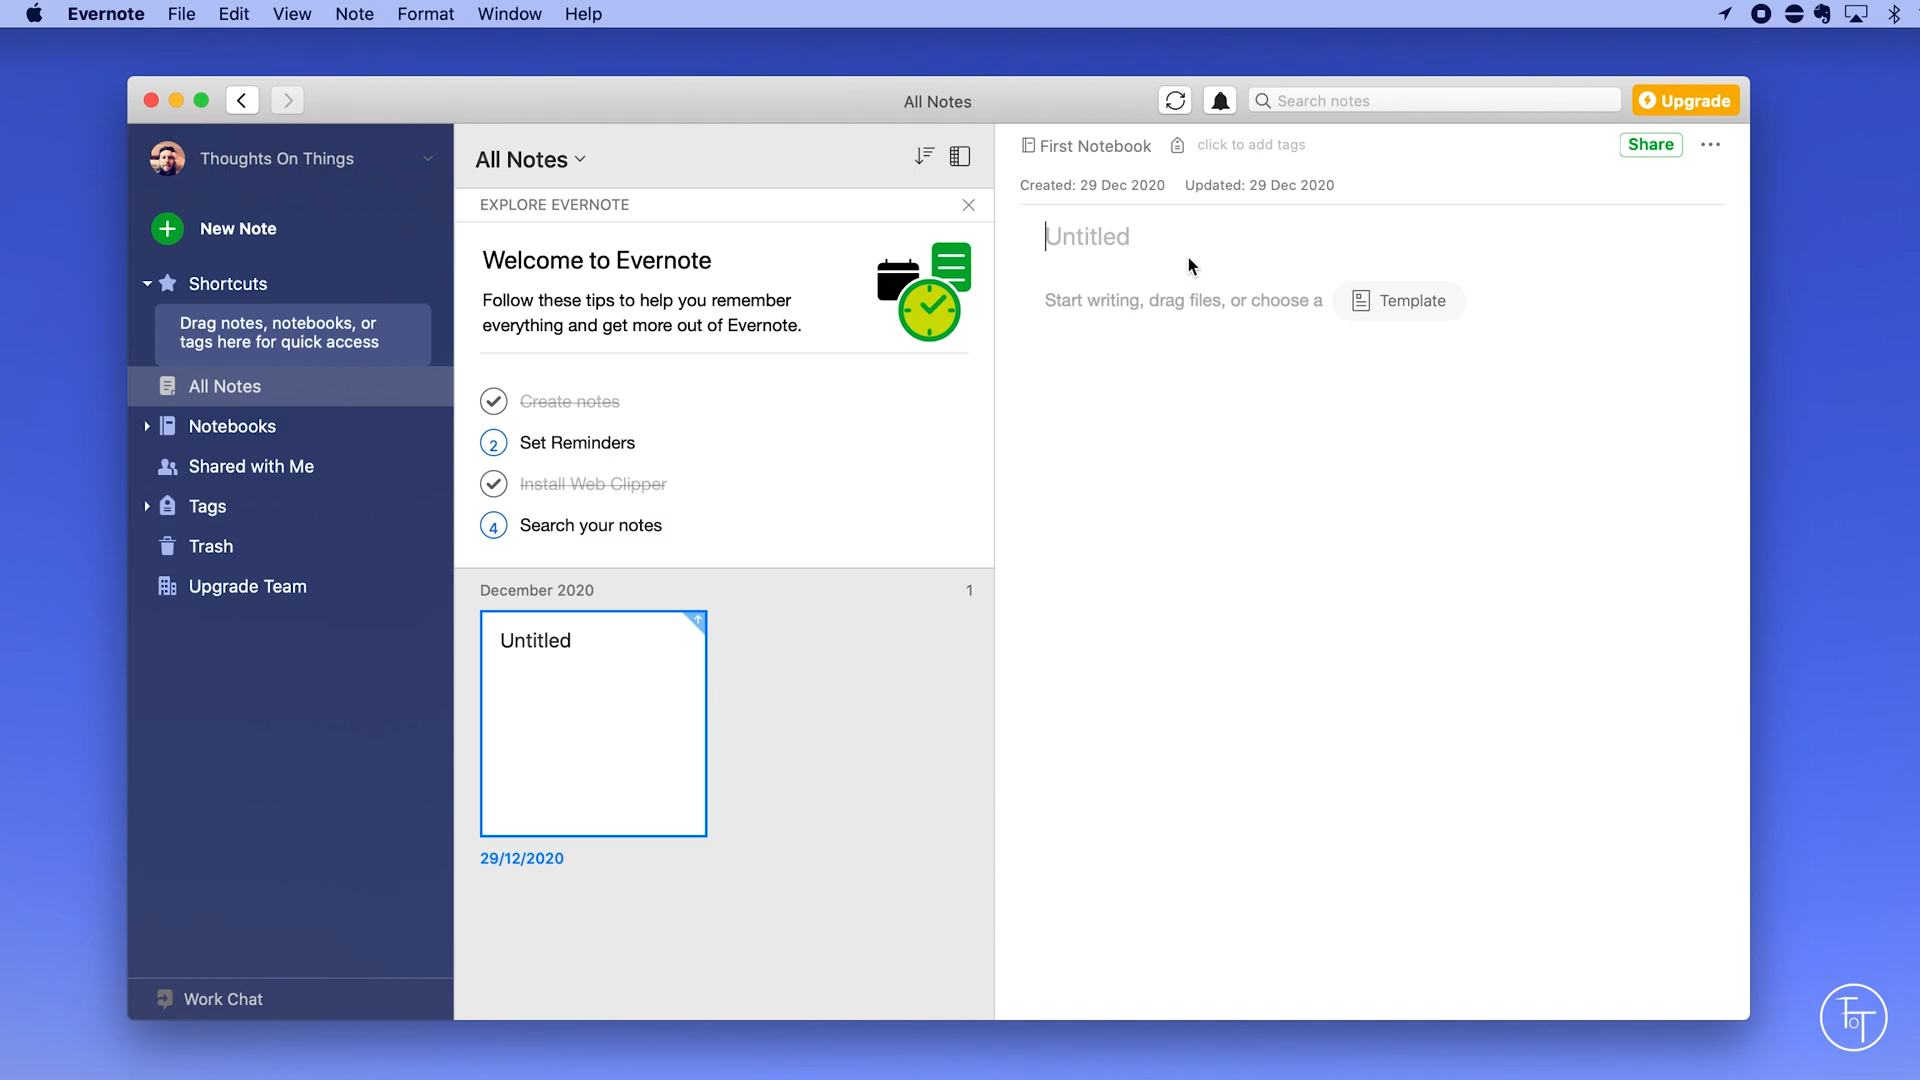 Evernote File Edit View Note Format Window Help
All Notes
Search notes
Upgrade
Thoughts On Things
New Note
Shortcuts
Drag notes, notebooks, or
tags here for quick access
All Notes
Notebooks
Shared with Me
Tags
Trash
Upgrade Team
Work Chat
All Notes
EXPLORE EVERNOTE
Welcome to Evernote
Follow these tips to help you remember
everything and get more out of Evernote.
Create notes
2 Set Reminders
Install Web Clipper
4 Search your notes
December 2020 1
Untitled
29/12/2020
First Notebook click to add tags
Share
Created: 29 Dec 2020 Updated: 29 Dec 2020
Untitled
Start writing, drag files, or choose a Template
ToT